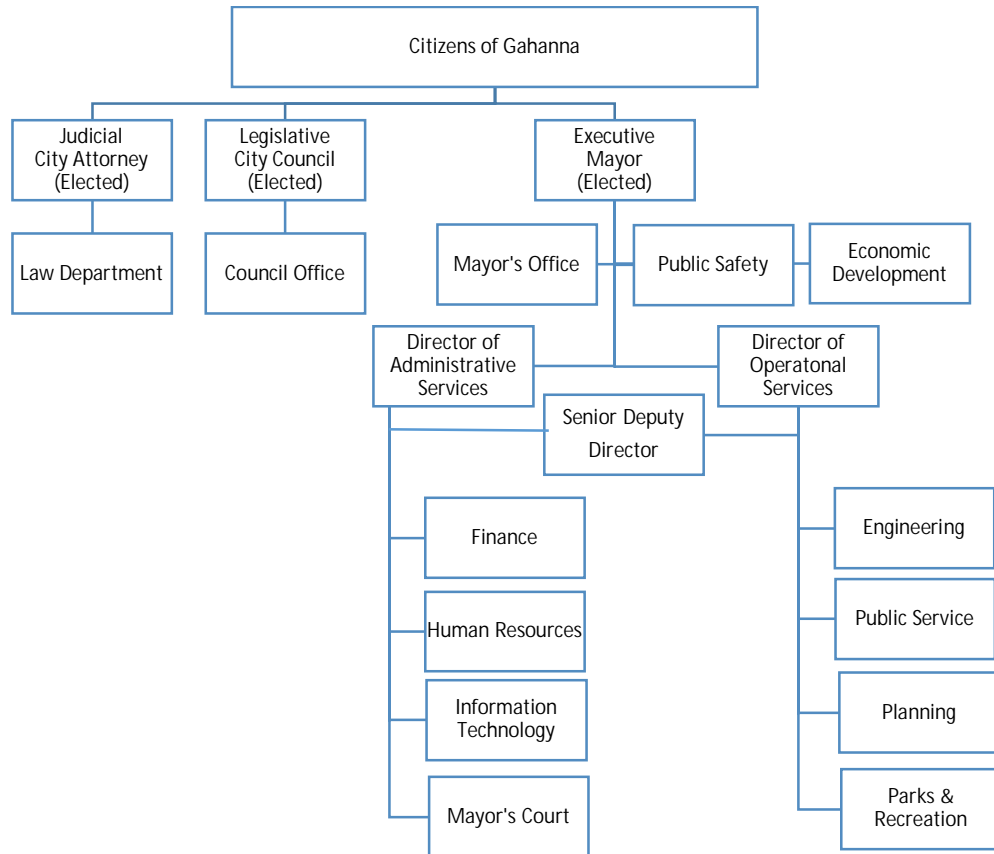 Citizens of Gahanna
Judicial
City Attorney
(Elected)
Legislative
City Council
(Elected)
Executive
Mayor
(Elected)
Law Department
Council Office
Mayor's Office
Public Safety
Economic
Development
Director of
Administrative
Services
Director of
Operatonal
Services
Senior Deputy
Director
Finance
Human Resources
Information
Technology
Mayor's Court
Engineering
Public Service
Planning
Parks &
Recreation